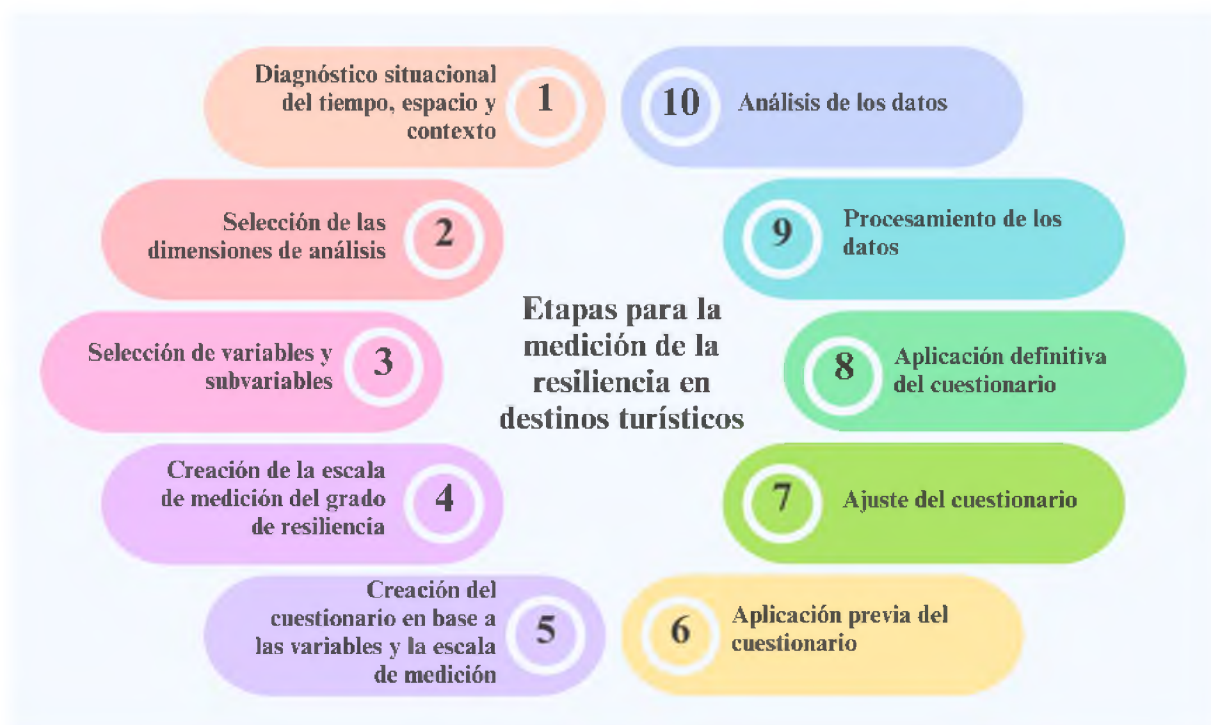 Diagnóstico situacional
del tiempo, espacio y
contexto
1
Selección de las
dimensiones de análisis
2
Selección de variables y
subvariables
3
Creación de la escala
de medición del grado
de resiliencia
4
Creación del
cuestionario en base a
las variables y la escala
de medición
5
Etapas para la
medición de la
resiliencia en
destinos turísticos
6
Aplicación previa del
cuestionario
7
Ajuste del cuestionario
8
Aplicación definitiva
del cuestionario
9
Procesamiento de los
datos
10
Análisis de los datos